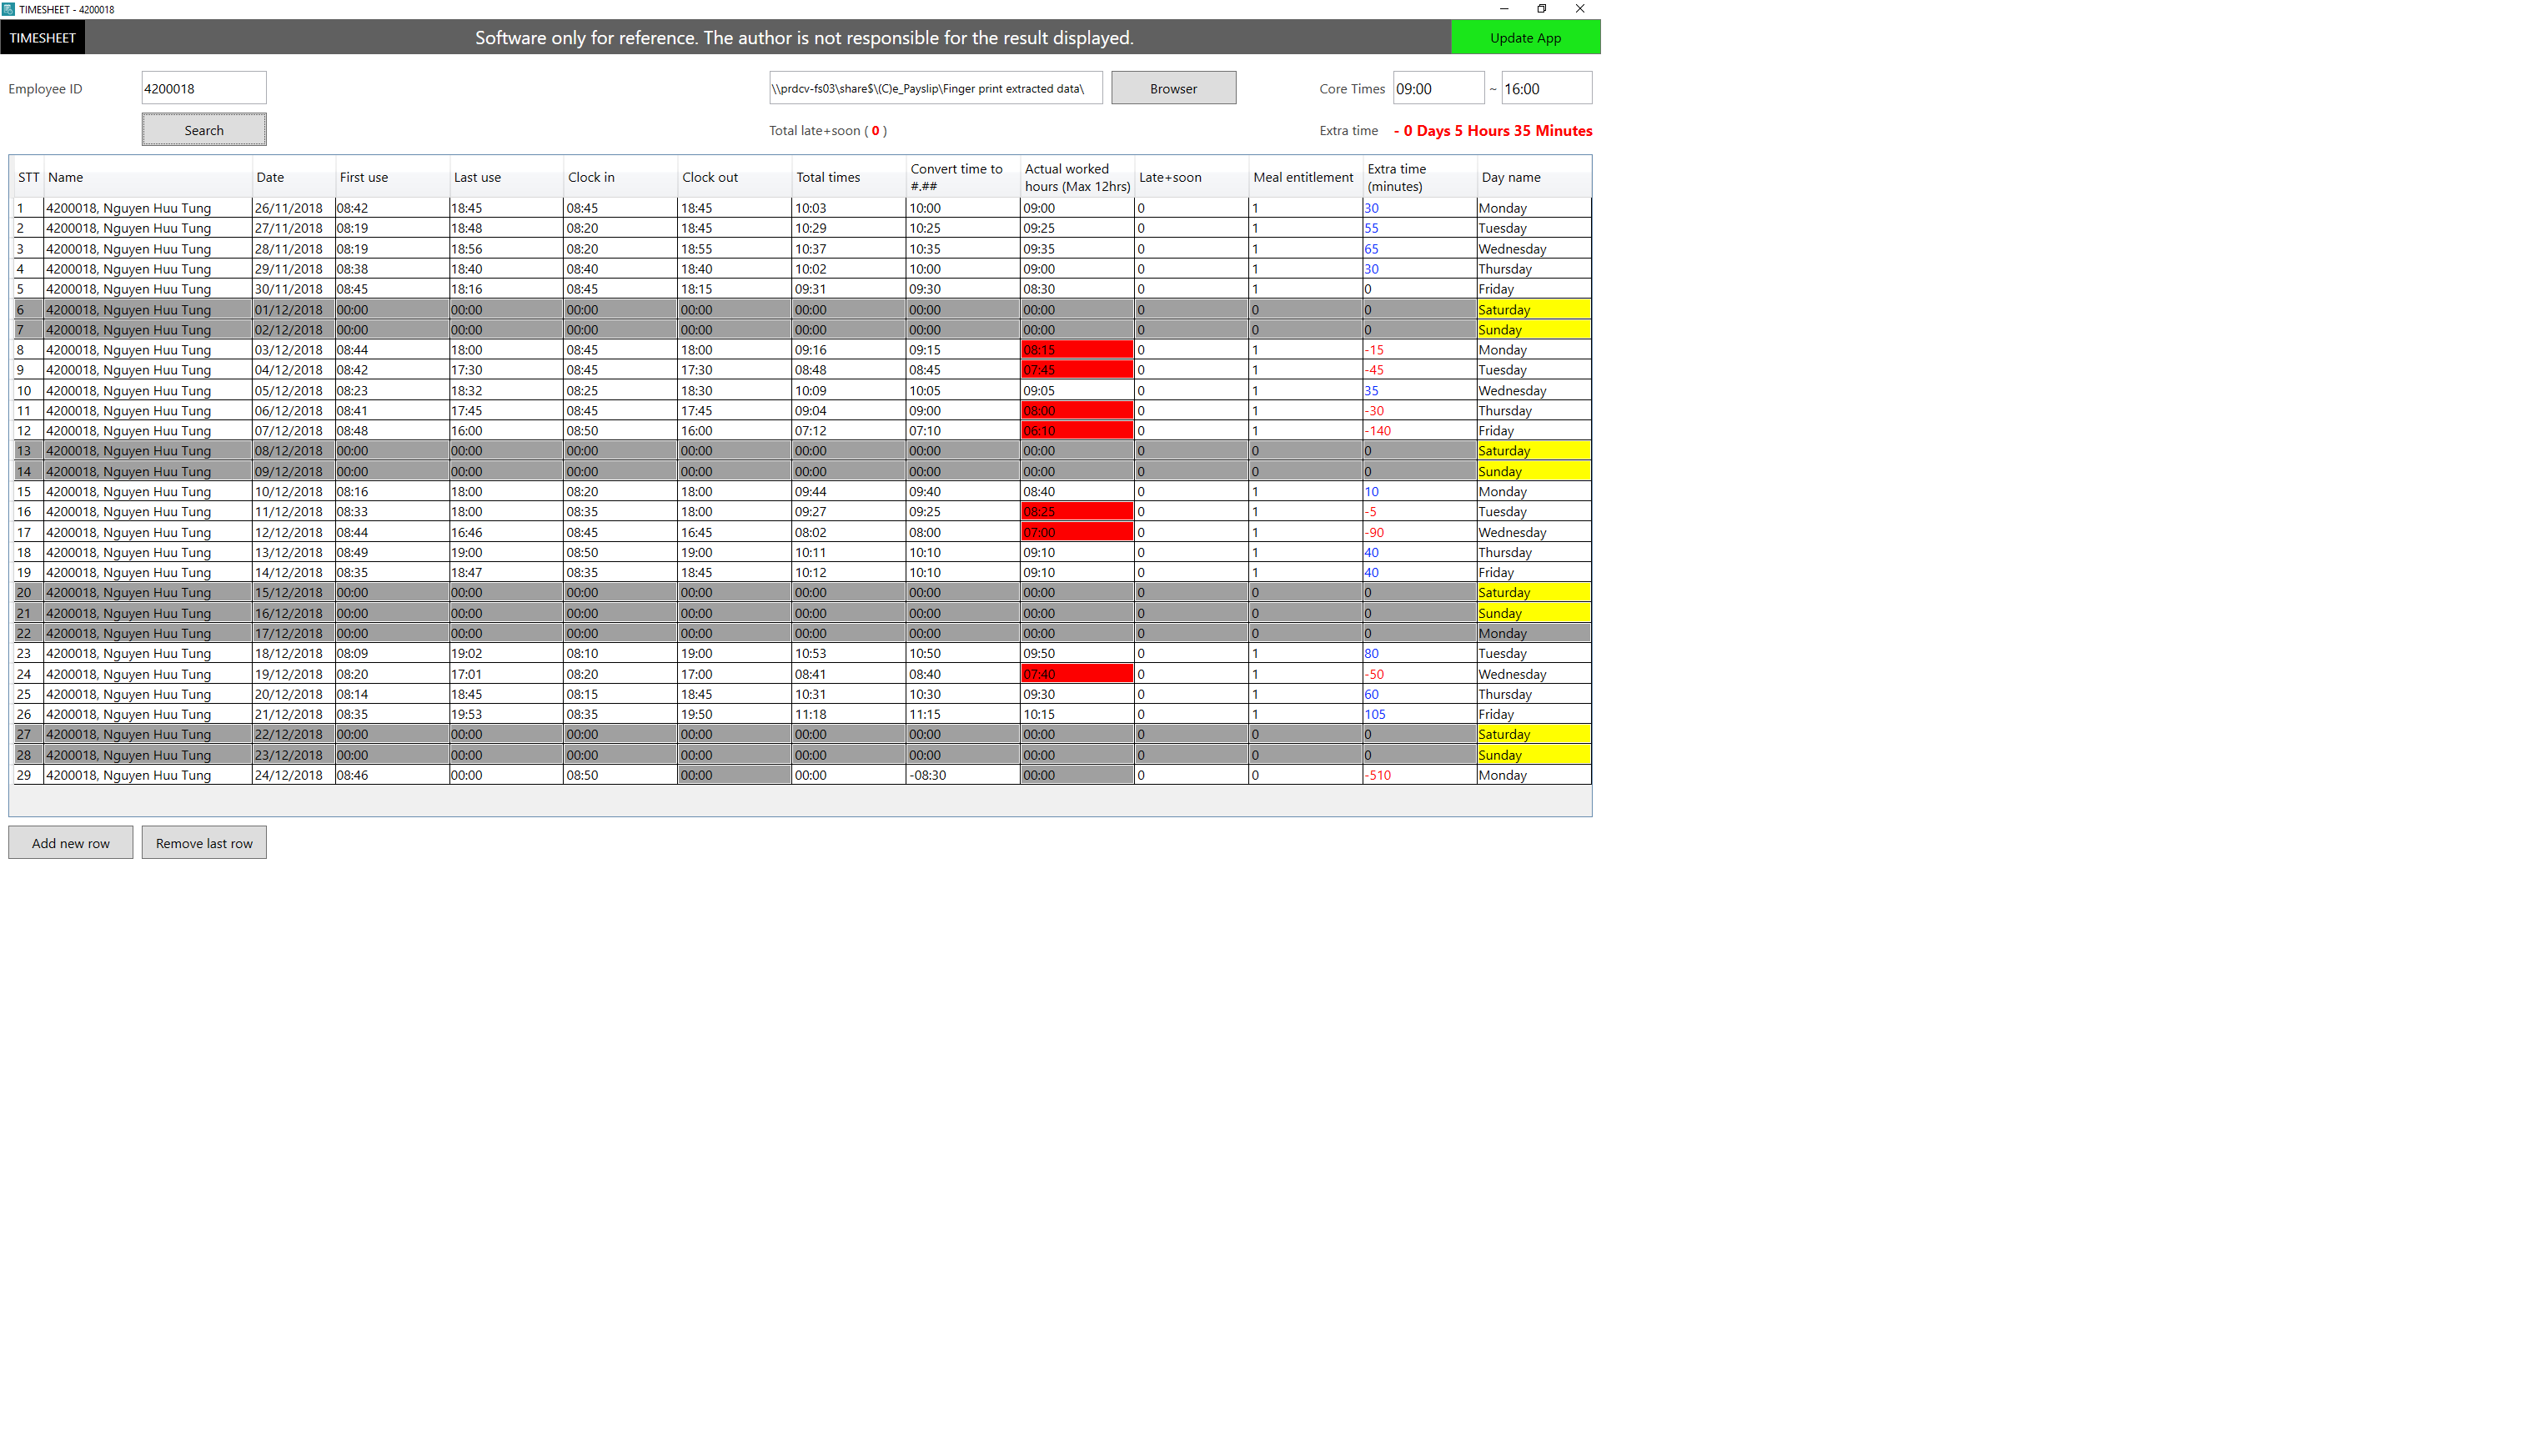 TIMESHEET - 4200018
TIMESHEET Software only for reference. The author is not responsible for the result displayed. Update App
Employee ID 4200018 \\prdcv-fs03\share$\(C)e_Payslip\Finger print extracted data\ Browser Core Times 09:00 ~ 16:00
Search Total late+soon ( 0 ) Extra time - 0 Days 5 Hours 35 Minutes
STT Name Date First use Last use Clock in Clock out Total times Convert time to #.## Actual worked hours (Max 12hrs) Late+soon Meal entitlement Extra time (minutes) Day name
1 4200018, Nguyen Huu Tung 26/11/2018 08:42 18:45 08:45 18:45 10:03 10:00 09:00 0 1 30 Monday
2 4200018, Nguyen Huu Tung 27/11/2018 08:19 18:48 08:20 18:45 10:29 10:25 09:25 0 1 55 Tuesday
3 4200018, Nguyen Huu Tung 28/11/2018 08:19 18:56 08:20 18:55 10:37 10:35 09:35 0 1 65 Wednesday
4 4200018, Nguyen Huu Tung 29/11/2018 08:38 18:40 08:40 18:40 10:02 10:00 09:00 0 1 30 Thursday
5 4200018, Nguyen Huu Tung 30/11/2018 08:45 18:16 08:45 18:15 09:31 09:30 08:30 0 1 0 Friday
6 4200018, Nguyen Huu Tung 01/12/2018 00:00 00:00 00:00 00:00 00:00 00:00 00:00 0 0 0 Saturday
7 4200018, Nguyen Huu Tung 02/12/2018 00:00 00:00 00:00 00:00 00:00 00:00 00:00 0 0 0 Sunday
8 4200018, Nguyen Huu Tung 03/12/2018 08:44 18:00 08:45 18:00 09:16 09:15 08:15 0 1 -15 Monday
9 4200018, Nguyen Huu Tung 04/12/2018 08:42 17:30 08:45 17:30 08:48 08:45 07:45 0 1 -45 Tuesday
10 4200018, Nguyen Huu Tung 05/12/2018 08:23 18:32 08:25 18:30 10:09 10:05 09:05 0 1 35 Wednesday
11 4200018, Nguyen Huu Tung 06/12/2018 08:41 17:45 08:45 17:45 09:04 09:00 08:00 0 1 -30 Thursday
12 4200018, Nguyen Huu Tung 07/12/2018 08:48 16:00 08:50 16:00 07:12 07:10 06:10 0 1 -140 Friday
13 4200018, Nguyen Huu Tung 08/12/2018 00:00 00:00 00:00 00:00 00:00 00:00 00:00 0 0 0 Saturday
14 4200018, Nguyen Huu Tung 09/12/2018 00:00 00:00 00:00 00:00 00:00 00:00 00:00 0 0 0 Sunday
15 4200018, Nguyen Huu Tung 10/12/2018 08:16 18:00 08:20 18:00 09:44 09:40 08:40 0 1 10 Monday
16 4200018, Nguyen Huu Tung 11/12/2018 08:33 18:00 08:35 18:00 09:27 09:25 08:25 0 1 -5 Tuesday
17 4200018, Nguyen Huu Tung 12/12/2018 08:44 16:46 08:45 16:45 08:02 08:00 07:00 0 1 -90 Wednesday
18 4200018, Nguyen Huu Tung 13/12/2018 08:49 19:00 08:50 19:00 10:11 10:10 09:10 0 1 40 Thursday
19 4200018, Nguyen Huu Tung 14/12/2018 08:35 18:47 08:35 18:45 10:12 10:10 09:10 0 1 40 Friday
20 4200018, Nguyen Huu Tung 15/12/2018 00:00 00:00 00:00 00:00 00:00 00:00 00:00 0 0 0 Saturday
21 4200018, Nguyen Huu Tung 16/12/2018 00:00 00:00 00:00 00:00 00:00 00:00 00:00 0 0 0 Sunday
22 4200018, Nguyen Huu Tung 17/12/2018 00:00 00:00 00:00 00:00 00:00 00:00 00:00 0 0 0 Monday
23 4200018, Nguyen Huu Tung 18/12/2018 08:09 19:02 08:10 19:00 10:53 10:50 09:50 0 1 80 Tuesday
24 4200018, Nguyen Huu Tung 19/12/2018 08:20 17:01 08:20 17:00 08:41 08:40 07:40 0 1 -50 Wednesday
25 4200018, Nguyen Huu Tung 20/12/2018 08:14 18:45 08:15 18:45 10:31 10:30 09:30 0 1 60 Thursday
26 4200018, Nguyen Huu Tung 21/12/2018 08:35 19:53 08:35 19:50 11:18 11:15 10:15 0 1 105 Friday
27 4200018, Nguyen Huu Tung 22/12/2018 00:00 00:00 00:00 00:00 00:00 00:00 00:00 0 0 0 Saturday
28 4200018, Nguyen Huu Tung 23/12/2018 00:00 00:00 00:00 00:00 00:00 00:00 00:00 0 0 0 Sunday
29 4200018, Nguyen Huu Tung 24/12/2018 08:46 00:00 08:50 00:00 00:00 -08:30 00:00 0 0 -510 Monday
Add new row Remove last row